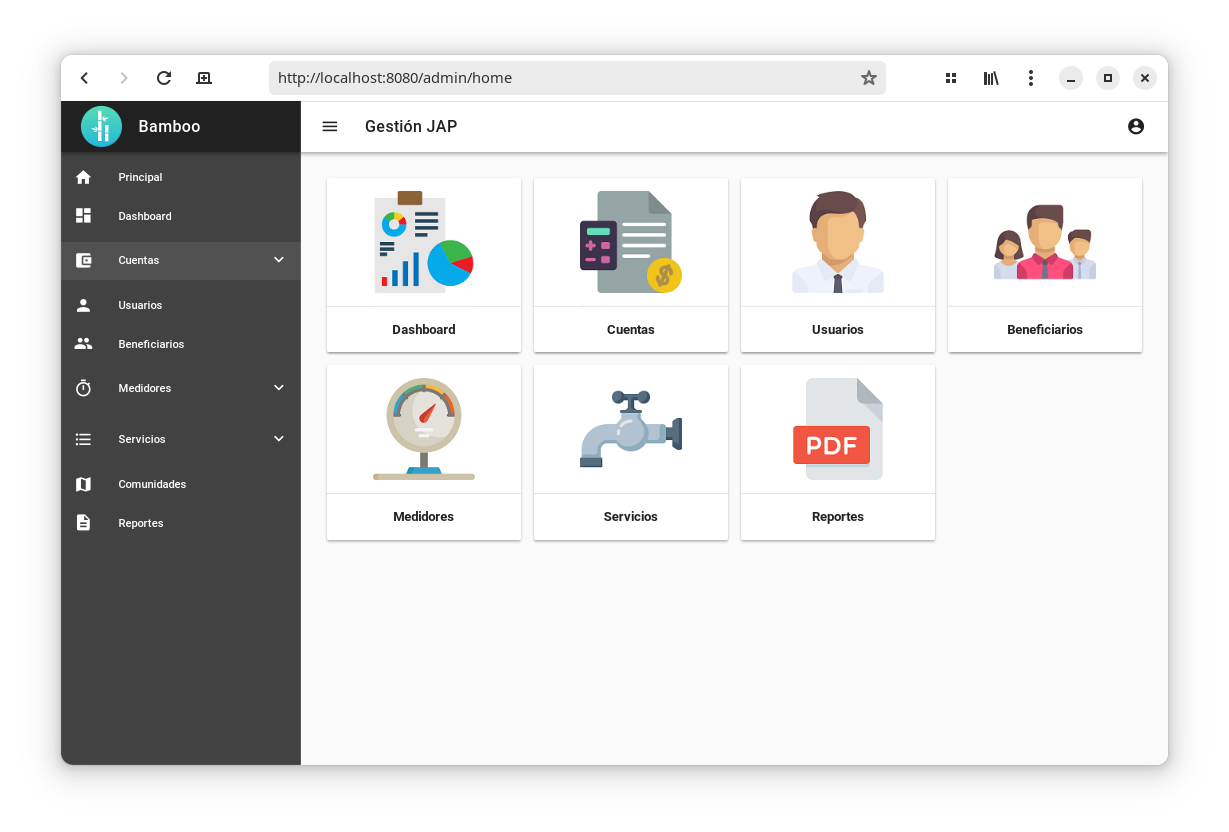 http://localhost:8080/admin/home
Bamboo
Gestión JAP
Principal
Dashboard
Cuentas
Usuarios
Beneficiarios
Medidores
Servicios
Comunidades
Reportes
$
Dashboard
Cuentas
Usuarios
Beneficiarios
PDF
Medidores
Servicios
Reportes